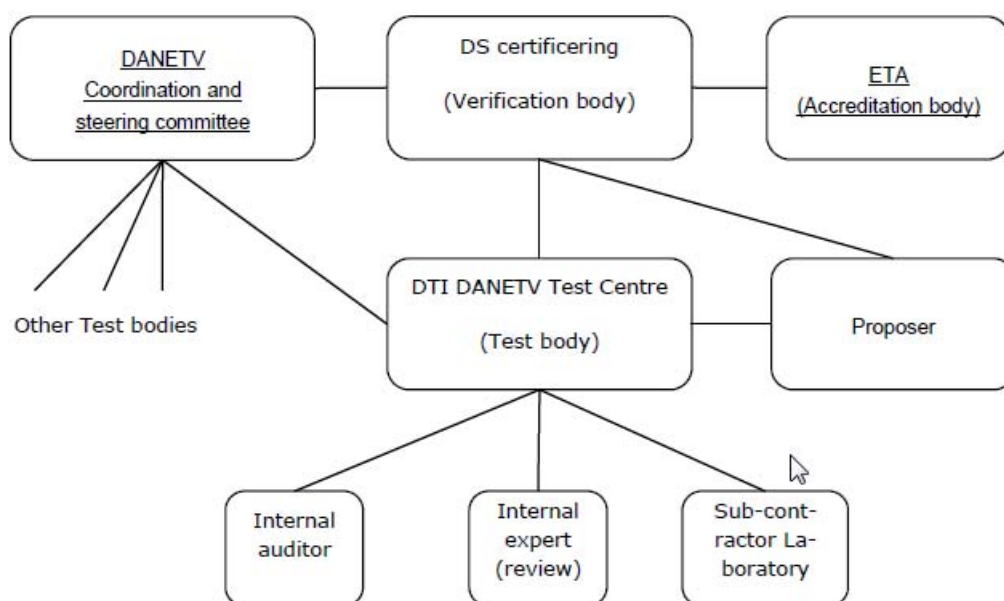 DANETV
Coordination and
steering committee
DS certificering
(Verification body)
ETA
(Accreditation body)
Other Test bodies
DTI DANETV Test Centre
(Test body)
Proposer
Internal
auditor
Internal
expert
(review)
Sub-cont-
ractor La-
boratory